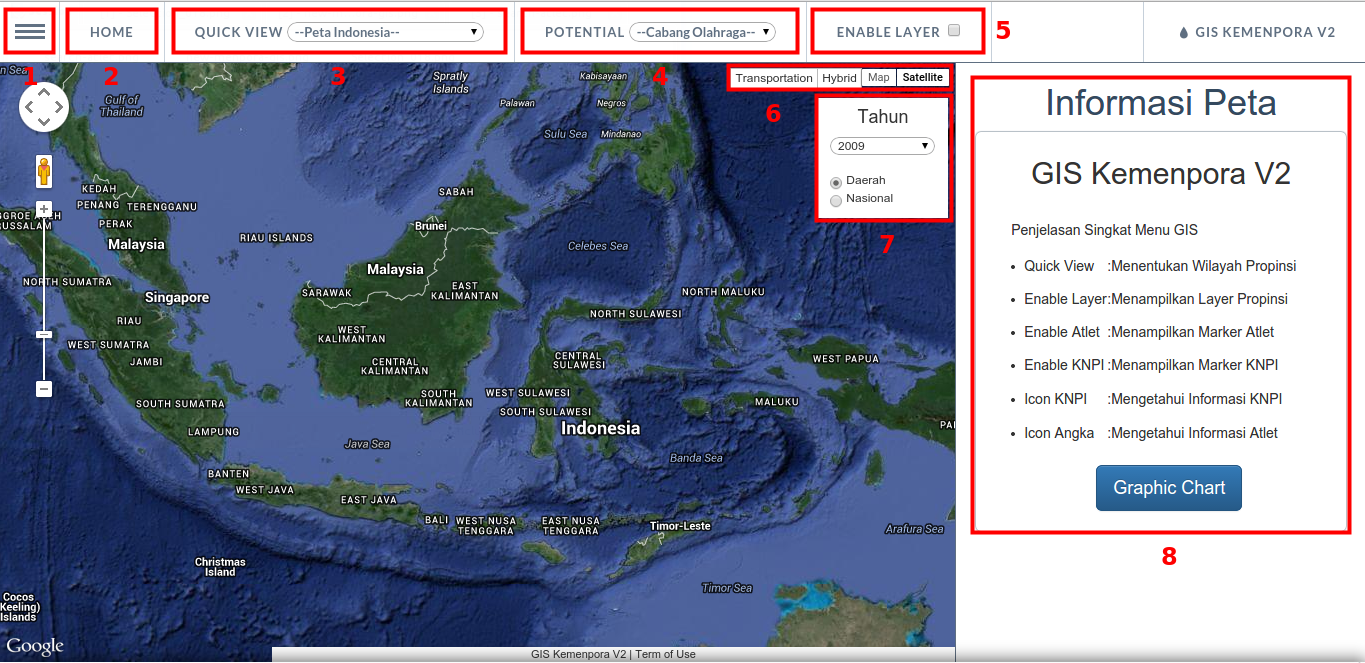 HOME
QUICK VIEW --Peta Indonesia--
POTENTIAL --Cabang Olahraga--
ENABLE LAYER
5
GIS KEMENPORA V2
1
2
3
4
Transportation Hybrid Map Satellite
6
Tahun
2009
Daerah
Nasional
7
Informasi Peta
GIS Kemenpora V2
Penjelasan Singkat Menu GIS
• Quick View :Menentukan Wilayah Propinsi
• Enable Layer:Menampilkan Layer Propinsi
• Enable Atlet :Menampilkan Marker Atlet
• Enable KNPI :Menampilkan Marker KNPI
• Icon KNPI :Mengetahui Informasi KNPI
• Icon Angka :Mengetahui Informasi Atlet
Graphic Chart
8
Gulf of
Thailand
Spratly
Islands
Kabisayaan
Palawan
Negros
Sulu Sea
Mindanao
KEDAH
PENANG
TERENGGANU
PERAK
Malaysia
RIAU ISLANDS
SABAH
Brunei
Celebes Sea
Malaysia
NORTH SUMATRA
Singapore
SARAWAK
EAST
KALIMANTAN
NORTH MALUKU
RIAU
NORTH SULAWESI
WEST SUMATRA
WEST
KALIMANTAN
JAMBI
CENTRAL
KALIMANTAN
CENTRAL
SULAWESI
WEST PAPUA
SOUTH
KALIMANTAN
WEST SULAWESI
SOUTH SUMATRA
SOUTH SULAWESI
MALUKU
LAMPUNG
Indonesia
Java Sea
Banda Sea
BANTEN
WEST JAVA
EAST JAVA
BALI
WEST NUSA
TENGGARA
EAST NUSA
TENGGARA
Timor-Leste
Arafura Sea
Christmas
Island
Timor Sea
Cocos
(Keeling)
Islands
Google
GIS Kemenpora V2 | Term of Use